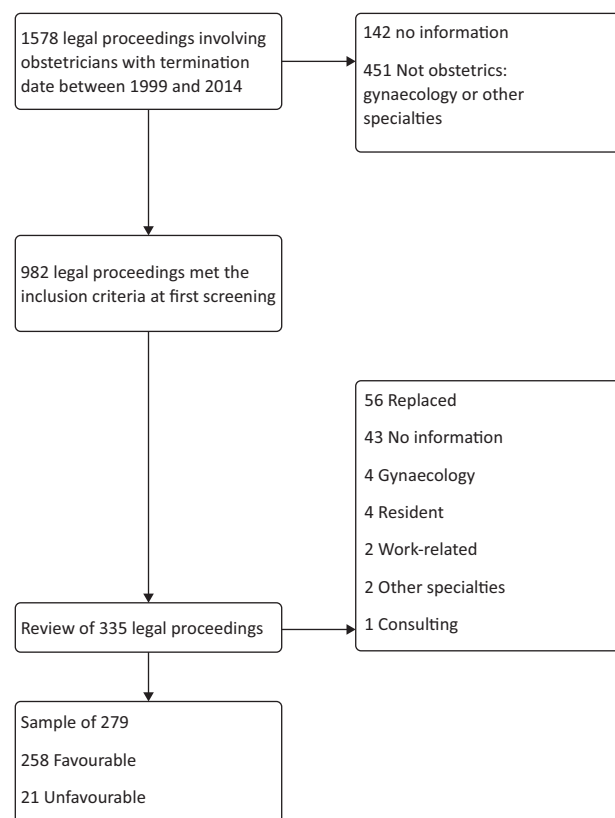 1578 legal proceedings involving
obstetricians with termination
date between 1999 and 2014
142 no information
451 Not obstetrics:
gynaecology or other
specialties
982 legal proceedings met the
inclusion criteria at first screening
56 Replaced
43 No information
4 Gynaecology
4 Resident
2 Work-related
2 Other specialties
1 Consulting
Review of 335 legal proceedings
Sample of 279
258 Favourable
21 Unfavourable